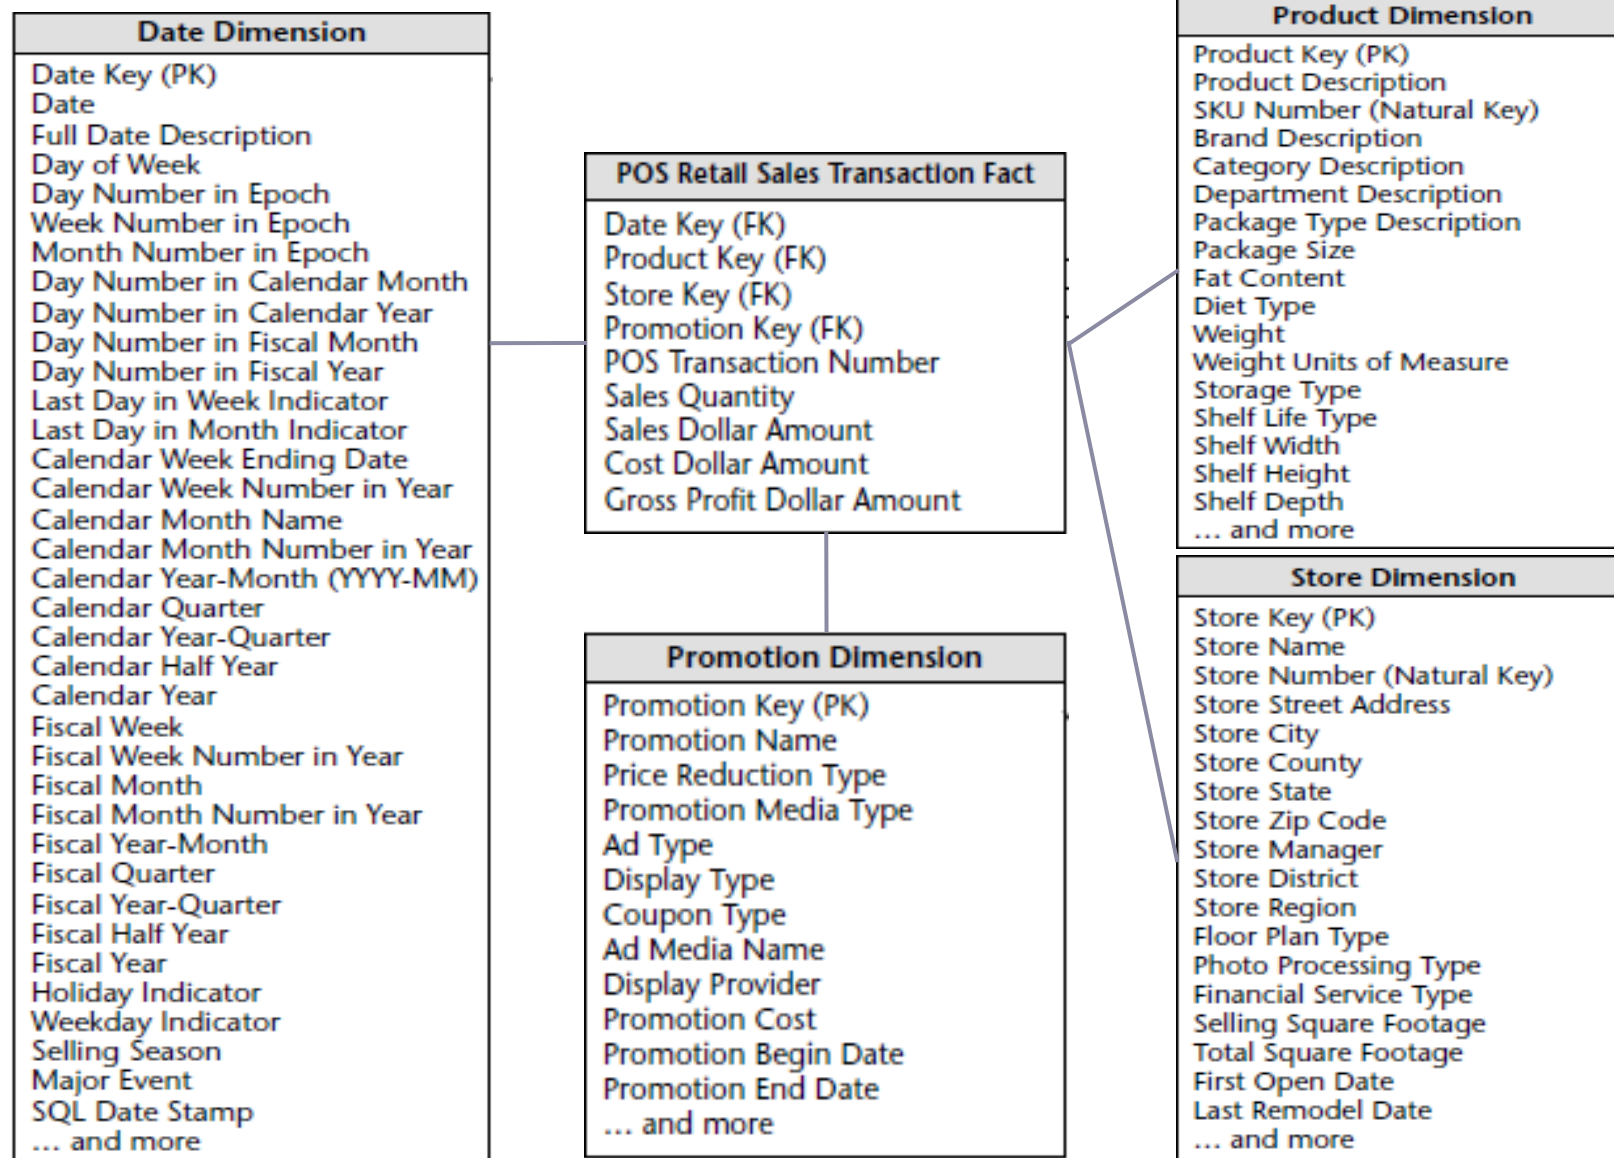 Date Dimension
Date Key (PK)
Date
Full Date Description
Day of Week
Day Number in Epoch
Week Number in Epoch
Month Number in Epoch
Day Number in Calendar Month
Day Number in Calendar Year
Day Number in Fiscal Month
Day Number in Fiscal Year
Last Day in Week Indicator
Last Day in Month Indicator
Calendar Week Ending Date
Calendar Week Number in Year
Calendar Month Name
Calendar Month Number in Year
Calendar Year-Month (YYYY-MM)
Calendar Quarter
Calendar Year-Quarter
Calendar Half Year
Calendar Year
Fiscal Week
Fiscal Week Number in Year
Fiscal Month
Fiscal Month Number in Year
Fiscal Year-Month
Fiscal Quarter
Fiscal Year-Quarter
Fiscal Half Year
Fiscal Year
Holiday Indicator
Weekday Indicator
Selling Season
Major Event
SQL Date Stamp
... and more
POS Retail Sales Transaction Fact
Date Key (FK)
Product Key (FK)
Store Key (FK)
Promotion Key (FK)
POS Transaction Number
Sales Quantity
Sales Dollar Amount
Cost Dollar Amount
Gross Profit Dollar Amount
Promotion Dimension
Promotion Key (PK)
Promotion Name
Price Reduction Type
Promotion Media Type
Ad Type
Display Type
Coupon Type
Ad Media Name
Display Provider
Promotion Cost
Promotion Begin Date
Promotion End Date
... and more
Product Dimension
Product Key (PK)
Product Description
SKU Number (Natural Key)
Brand Description
Category Description
Department Description
Package Type Description
Package Size
Fat Content
Diet Type
Weight
Weight Units of Measure
Storage Type
Shelf Life Type
Shelf Width
Shelf Height
Shelf Depth
... and more
Store Dimension
Store Key (PK)
Store Name
Store Number (Natural Key)
Store Street Address
Store City
Store County
Store State
Store Zip Code
Store Manager
Store District
Store Region
Floor Plan Type
Photo Processing Type
Financial Service Type
Selling Square Footage
Total Square Footage
First Open Date
Last Remodel Date
... and more